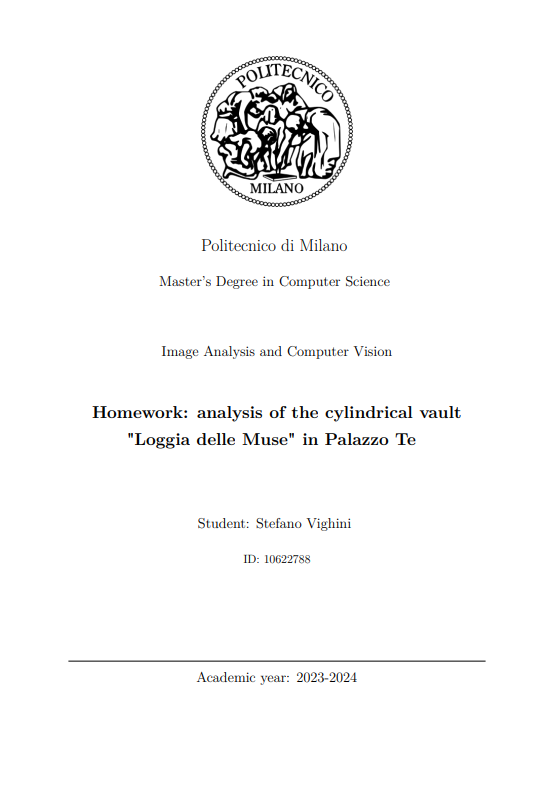 POLITECNICO
MILANO
Politecnico di Milano
Master's Degree in Computer Science
Image Analysis and Computer Vision
Homework: analysis of the cylindrical vault
"Loggia delle Muse" in Palazzo Te
Student: Stefano Vighini
ID: 10622788
Academic year: 2023-2024